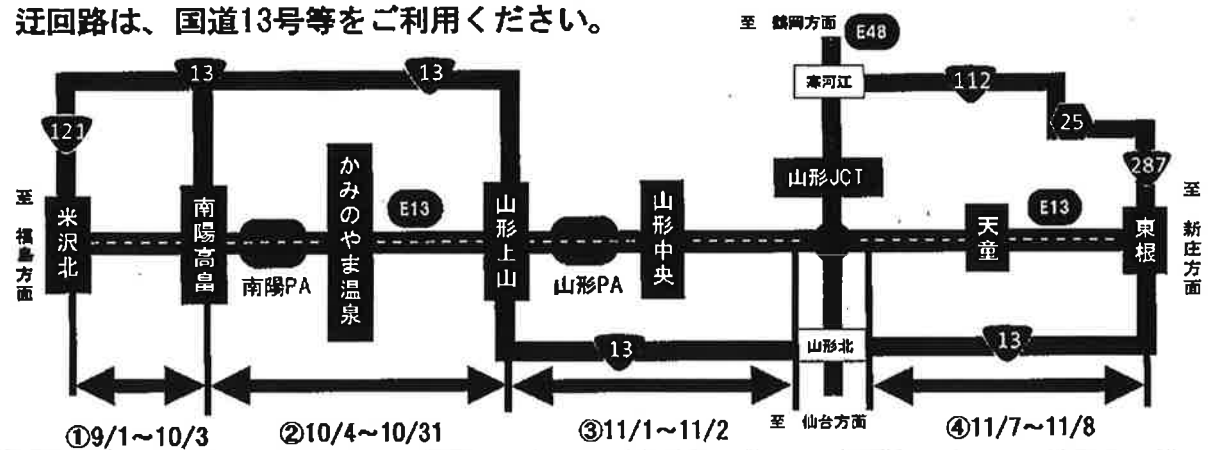 迂回路は、国道13号等をご利用ください。
至 鶴岡方面
E48
13
13
寒河江
112
121
25
287
山形JCT
至 福島方面
米沢北
南陽高畠
南陽PA
かみのやま温泉
E13
山形上山
山形PA
山形中央
天童
E13
東根
至 新庄方面
13
山形北
13
至 仙台方面
①9/1~10/3
②10/4~10/31
③11/1~11/2
④11/7~11/8